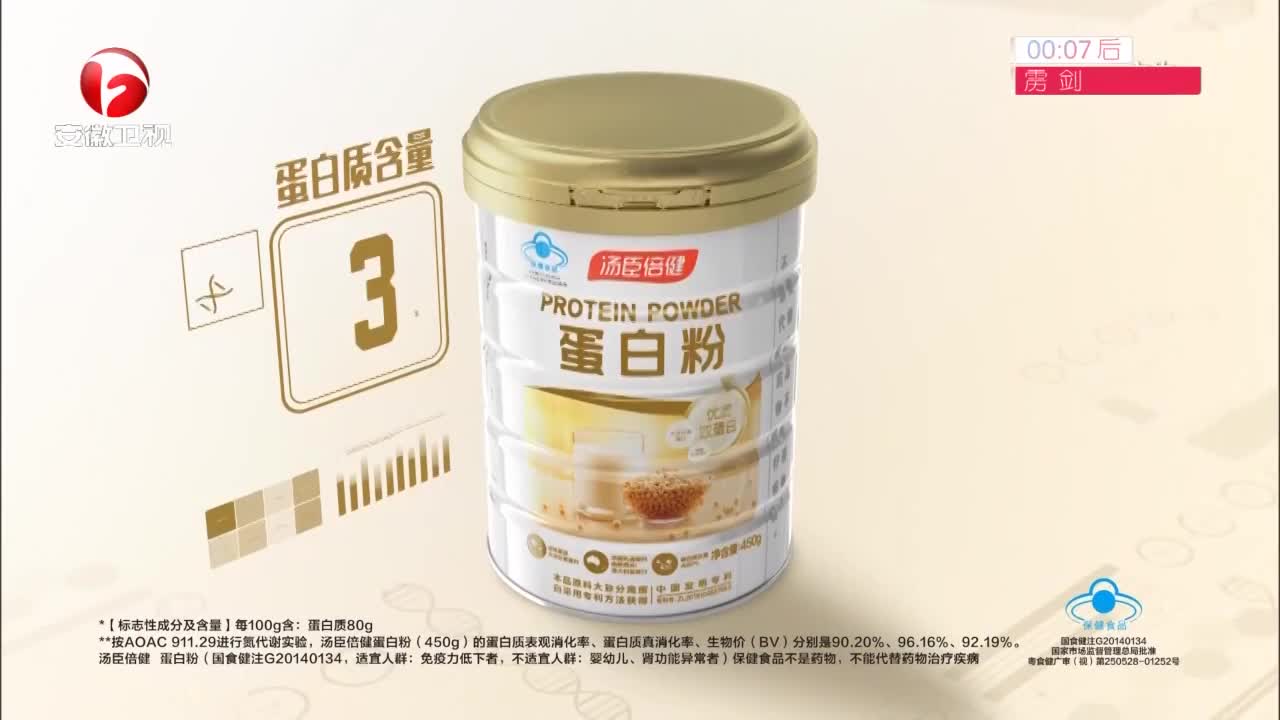 安徽卫视
00:07后
雳剑
蛋白质含量
3
保健食品
汤臣倍健
PROTEIN POWDER
蛋白粉
优质
双蛋白
净含量:450g
本品原料大豆分离蛋白采用专利方法获得
中国发明专利
*【标志性成分及含量】每100g含：蛋白质80g
**按AOAC 911.29进行氮代谢实验，汤臣倍健蛋白粉（450g）的蛋白质表观消化率、蛋白质真消化率、生物价（BV）分别是90.20%、96.16%、92.19%。
汤臣倍健 蛋白粉（国食健注G20140134，适宜人群：免疫力低下者，不适宜人群：婴幼儿、肾功能异常者）保健食品不是药物，不能代替药物治疗疾病
保健食品
国食健注G20140134
国家市场监督管理总局批准
粤食健广审（视）第250528-01252号